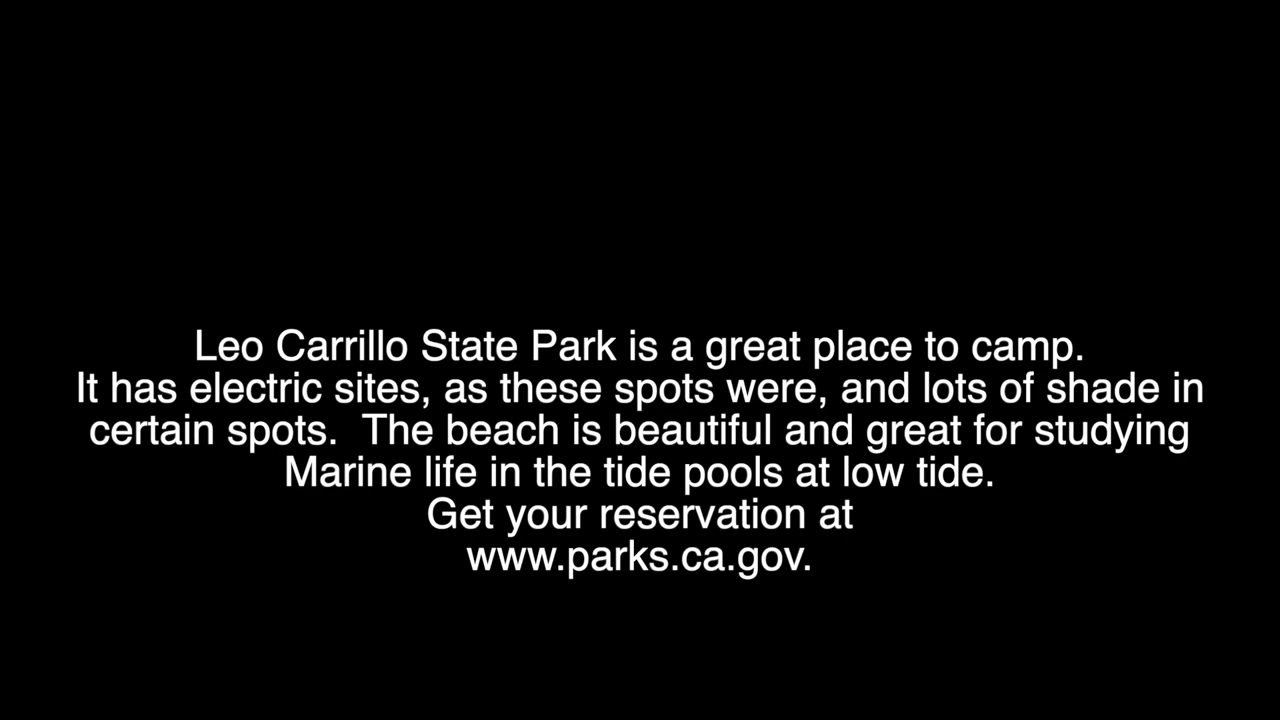 Leo Carrillo State Park is a great place to camp.
It has electric sites, as these spots were, and lots of shade in
certain spots.  The beach is beautiful and great for studying
Marine life in the tide pools at low tide.
Get your reservation at
www.parks.ca.gov.